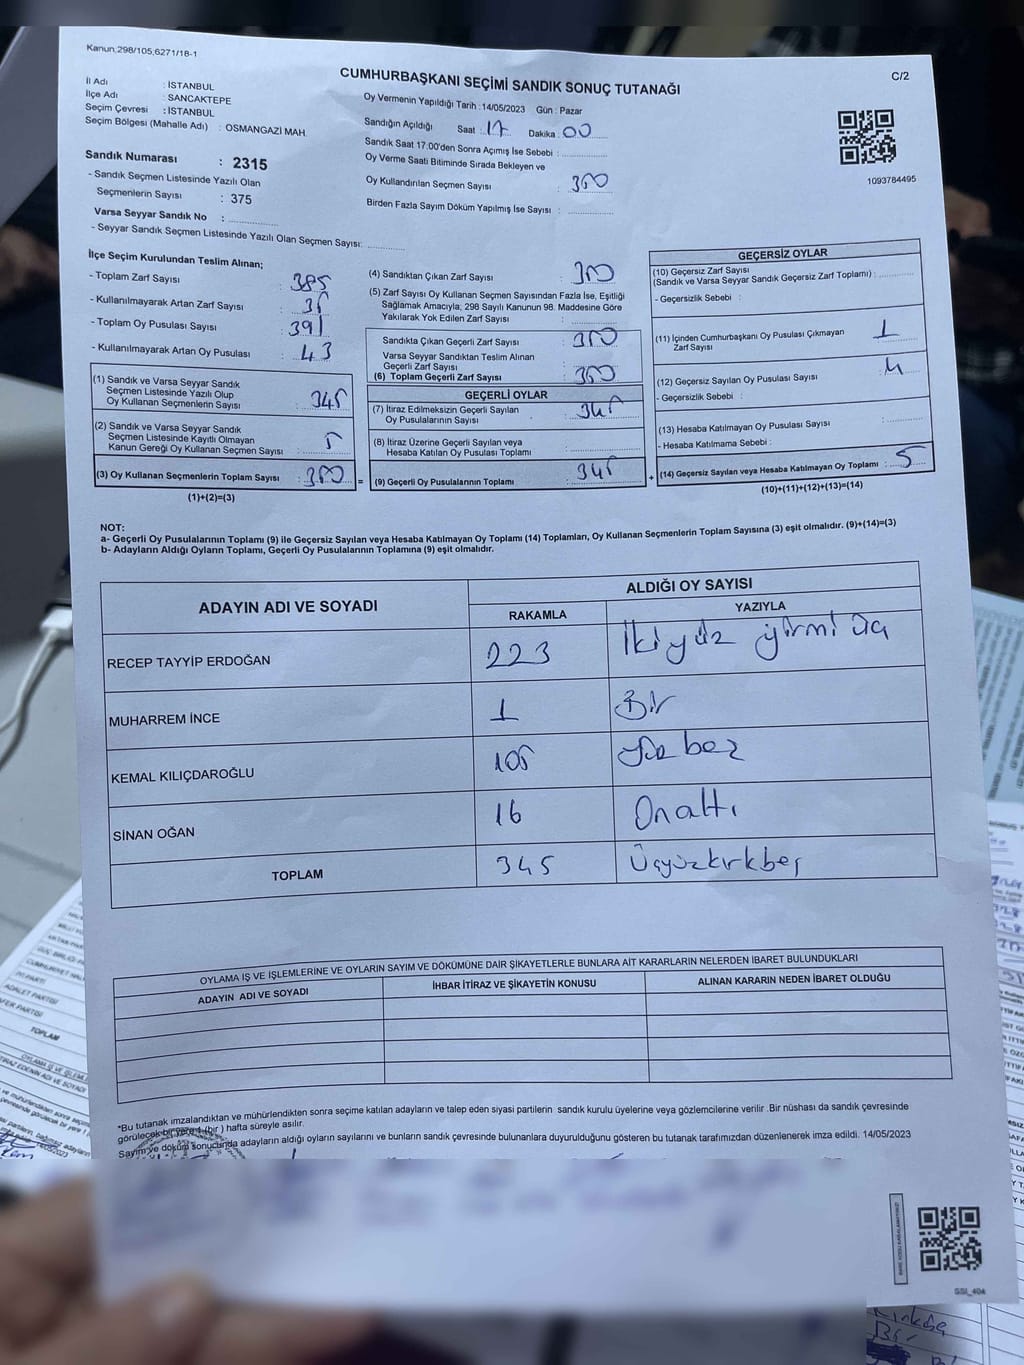 Kanun,298/105,6271/18-1
C/2
CUMHURBAŞKANI SEÇİMİ SANDIK SONUÇ TUTANAĞI
İl Adı : İSTANBUL
İlçe Adı : SANCAKTEPE
Seçim Çevresi : İSTANBUL
Seçim Bölgesi (Mahalle Adı) : OSMANGAZİ MAH.
Sandık Numarası : 2315
- Sandık Seçmen Listesinde Yazılı Olan
Seçmenlerin Sayısı : 375
Varsa Seyyar Sandık No :
- Seyyar Sandık Seçmen Listesinde Yazılı Olan Seçmen Sayısı:
Oy Vermenin Yapıldığı Tarih : 14/05/2023 Gün : Pazar
Sandığın Açıldığı Saat : 17 Dakika : 00
Sandık Saat 17.00'den Sonra Açımış İse Sebebi :
Oy Verme Saati Bitiminde Sırada Bekleyen ve
Oy Kullandırılan Seçmen Sayısı : 350
Birden Fazla Sayım Döküm Yapılmış İse Sayısı :
1093784495
İlçe Seçim Kurulundan Teslim Alınan;
- Toplam Zarf Sayısı : 385
- Kullanılmayarak Artan Zarf Sayısı : 35
- Toplam Oy Pusulası Sayısı : 391
- Kullanılmayarak Artan Oy Pusulası : 43
(1) Sandık ve Varsa Seyyar Sandık
Seçmen Listesinde Yazılı Olup
Oy Kullanan Seçmenlerin Sayısı : 345
(2) Sandık ve Varsa Seyyar Sandık
Seçmen Listesinde Kayıtlı Olmayan
Kanun Gereği Oy Kullanan Seçmen Sayısı : 5
(3) Oy Kullanan Seçmenlerin Toplam Sayısı : 350 =
(1)+(2)=(3)
(4) Sandıktan Çıkan Zarf Sayısı : 350
(5) Zarf Sayısı Oy Kullanan Seçmen Sayısından Fazla İse, Eşitliği
Sağlamak Amacıyla, 298 Sayılı Kanunun 98. Maddesine Göre
Yakılarak Yok Edilen Zarf Sayısı :
Sandıkta Çıkan Geçerli Zarf Sayısı : 350
Varsa Seyyar Sandıktan Teslim Alınan
Geçerli Zarf Sayısı
(6) Toplam Geçerli Zarf Sayısı : 350
GEÇERLİ OYLAR
(7) İtiraz Edilmeksizin Geçerli Sayılan
Oy Pusulalarının Sayısı : 345
(8) İtiraz Üzerine Geçerli Sayılan veya
Hesaba Katılan Oy Pusulası Toplamı :
(9) Geçerli Oy Pusulalarının Toplamı : 345 +
GEÇERSİZ OYLAR
(10) Geçersiz Zarf Sayısı
(Sandık ve Varsa Seyyar Sandık Geçersiz Zarf Toplamı) :
- Geçersizlik Sebebi :
(11) İçinden Cumhurbaşkanı Oy Pusulası Çıkmayan
Zarf Sayısı : 1
(12) Geçersiz Sayılan Oy Pusulası Sayısı : 4
- Geçersizlik Sebebi :
(13) Hesaba Katılmayan Oy Pusulası Sayısı :
- Hesaba Katılmama Sebebi :
(14) Geçersiz Sayılan veya Hesaba Katılmayan Oy Toplamı : 5
(10)+(11)+(12)+(13)=(14)
NOT:
a- Geçerli Oy Pusulalarının Toplamı (9) ile Geçersiz Sayılan veya Hesaba Katılmayan Oy Toplamı (14) Toplamları, Oy Kullanan Seçmenlerin Toplam Sayısına (3) eşit olmalıdır. (9)+(14)=(3)
b- Adayların Aldığı Oyların Toplamı, Geçerli Oy Pusulalarının Toplamına (9) eşit olmalıdır.
ADAYIN ADI VE SOYADI
ALDIĞI OY SAYISI
RAKAMLA YAZIYLA
RECEP TAYYİP ERDOĞAN 223 İkiyüz yirmi üç
MUHARREM İNCE 1 Bir
KEMAL KILIÇDAROĞLU 105 Yüz beş
SİNAN OĞAN 16 Onaltı
TOPLAM 345 Üçyüzkırkbeş
OYLAMA İŞ VE İŞLEMLERİNE VE OYLARIN SAYIM VE DÖKÜMÜNE DAİR ŞİKAYETLERLE BUNLARA AİT KARARLARIN NELERDEN İBARET BULUNDUKLARI
ADAYIN ADI VE SOYADI İHBAR İTİRAZ VE ŞİKAYETİN KONUSU ALINAN KARARIN NEDEN İBARET OLDUĞU
*Bu tutanak imzalandıktan ve mühürlendikten sonra seçime katılan adayların ve talep eden siyasi partilerin sandık kurulu üyelerine veya gözlemcilerine verilir .Bir nüshası da sandık çevresinde
görülecek bir yere 1 (bir ) hafta süreyle asılır.
Sayım ve döküm sonucunda adayların aldığı oyların sayılarını ve bunların sandık çevresinde bulunanlara duyurulduğunu gösteren bu tutanak tarafımızdan düzenlenerek imza edildi. 14/05/2023
GSI_40A
ADALET PARTİSİ
TOPLAM
Bir